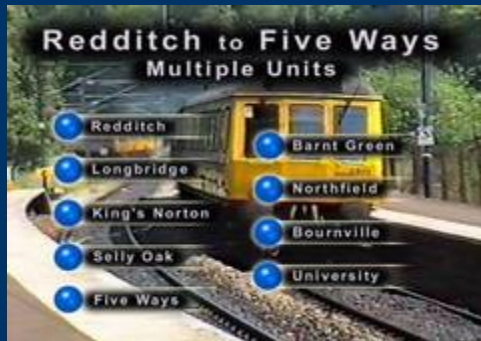 Redditch to Five Ways
Multiple Units
Redditch
Barnt Green
Longbridge
Northfield
King's Norton
Bournville
Selly Oak
University
Five Ways